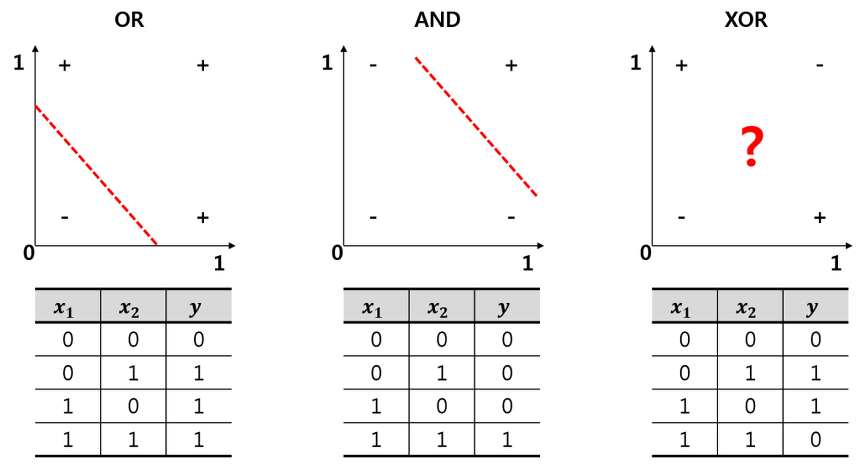 OR AND XOR
1 + + 1 - + 1 + -
?
- + - - - +
0 1 0 1 0 1
x₁ x₂ y x₁ x₂ y x₁ x₂ y
0 0 0 0 0 0 0 0 0
0 1 1 0 1 0 0 1 1
1 0 1 1 0 0 1 0 1
1 1 1 1 1 1 1 1 0